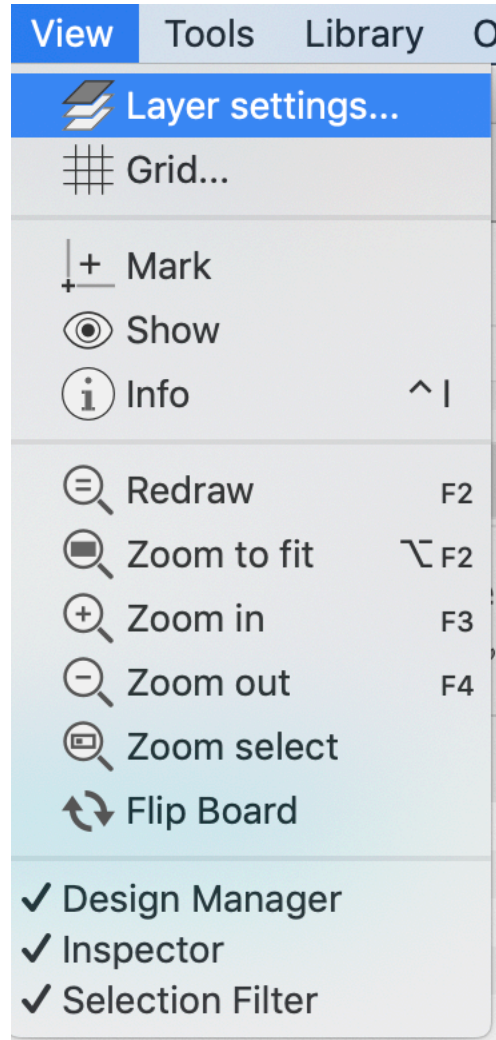 View Tools Library
Layer settings...
Grid...
Mark
Show
Info ^ I
Redraw F2
Zoom to fit ⌥ F2
Zoom in F3
Zoom out F4
Zoom select
Flip Board
✓ Design Manager
✓ Inspector
✓ Selection Filter